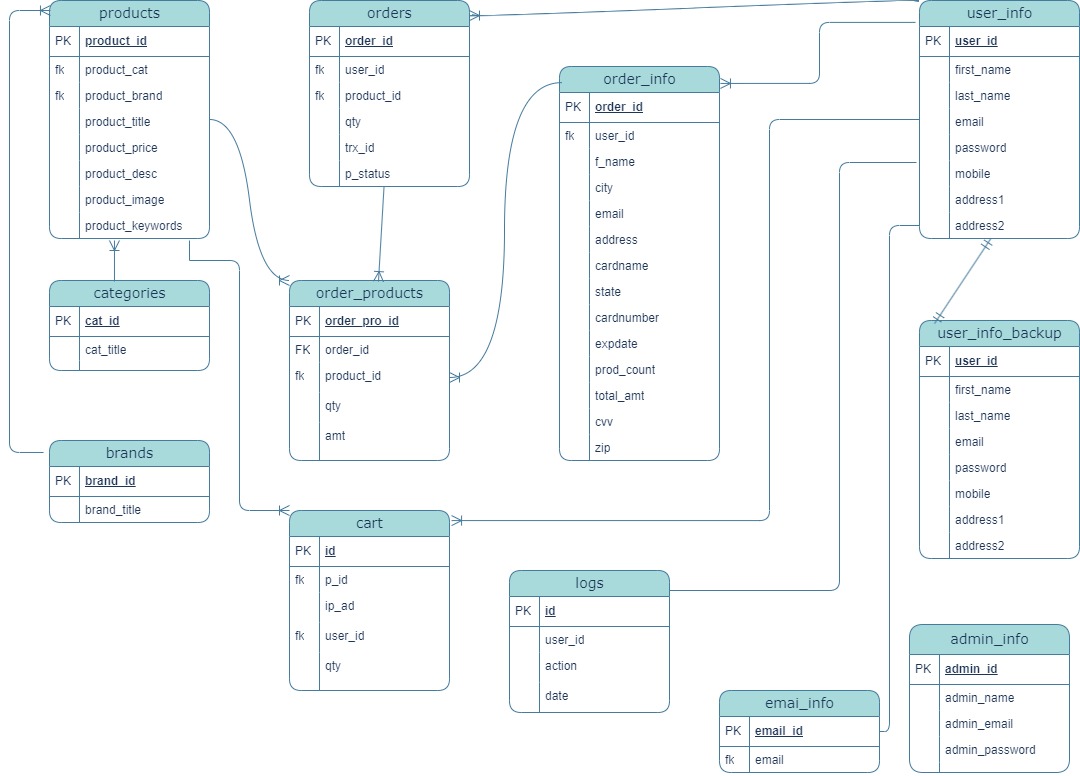 products
PK product_id
fk product_cat
fk product_brand
product_title
product_price
product_desc
product_image
product_keywords
orders
PK order_id
fk user_id
fk product_id
qty
trx_id
p_status
order_info
PK order_id
fk user_id
f_name
city
email
address
cardname
state
cardnumber
expdate
prod_count
total_amt
cvv
zip
user_info
PK user_id
first_name
last_name
email
password
mobile
address1
address2
categories
PK cat_id
cat_title
order_products
PK order_pro_id
FK order_id
fk product_id
qty
amt
user_info_backup
PK user_id
first_name
last_name
email
password
mobile
address1
address2
brands
PK brand_id
brand_title
cart
PK id
fk p_id
ip_ad
fk user_id
qty
logs
PK id
user_id
action
date
emai_info
PK email_id
fk email
admin_info
PK admin_id
admin_name
admin_email
admin_password